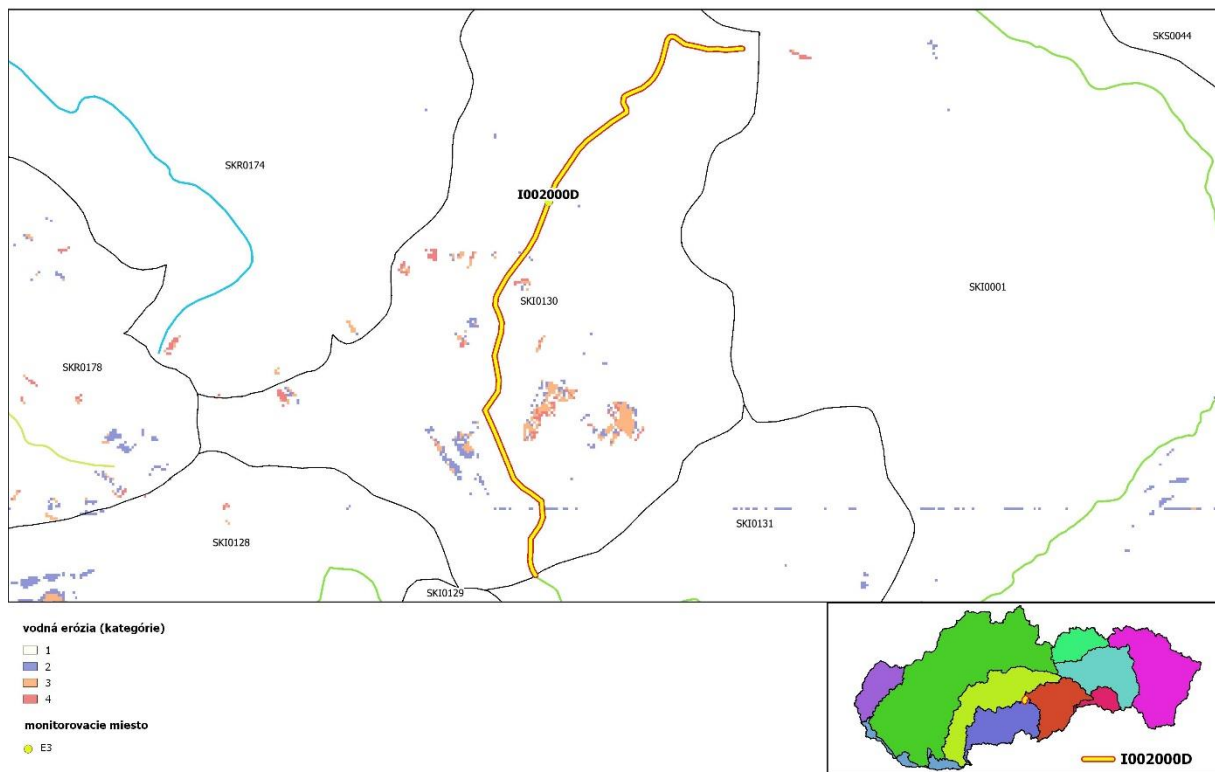 SKS0044
SKR0174
I002000D
SKI0001
SKI0130
SKR0178
SKI0131
SKI0128
SKI0129
vodná erózia (kategórie)
1
2
3
4
monitorovacie miesto
E3
I002000D